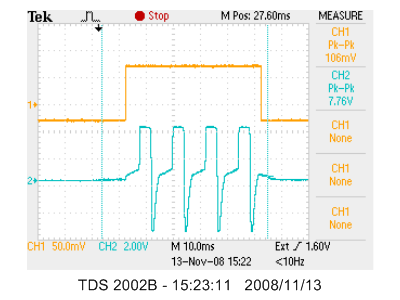 Tek Stop M Pos: 27.60ms MEASURE
CH1
Pk-Pk
106mV
CH2
Pk-Pk
7.76V
CH1
None
CH1
None
CH1
None
1
2
CH1 50.0mV CH2 2.00V M 10.0ms Ext 1.60V
13-Nov-08 15:22 <10Hz
TDS 2002B - 15:23:11 2008/11/13